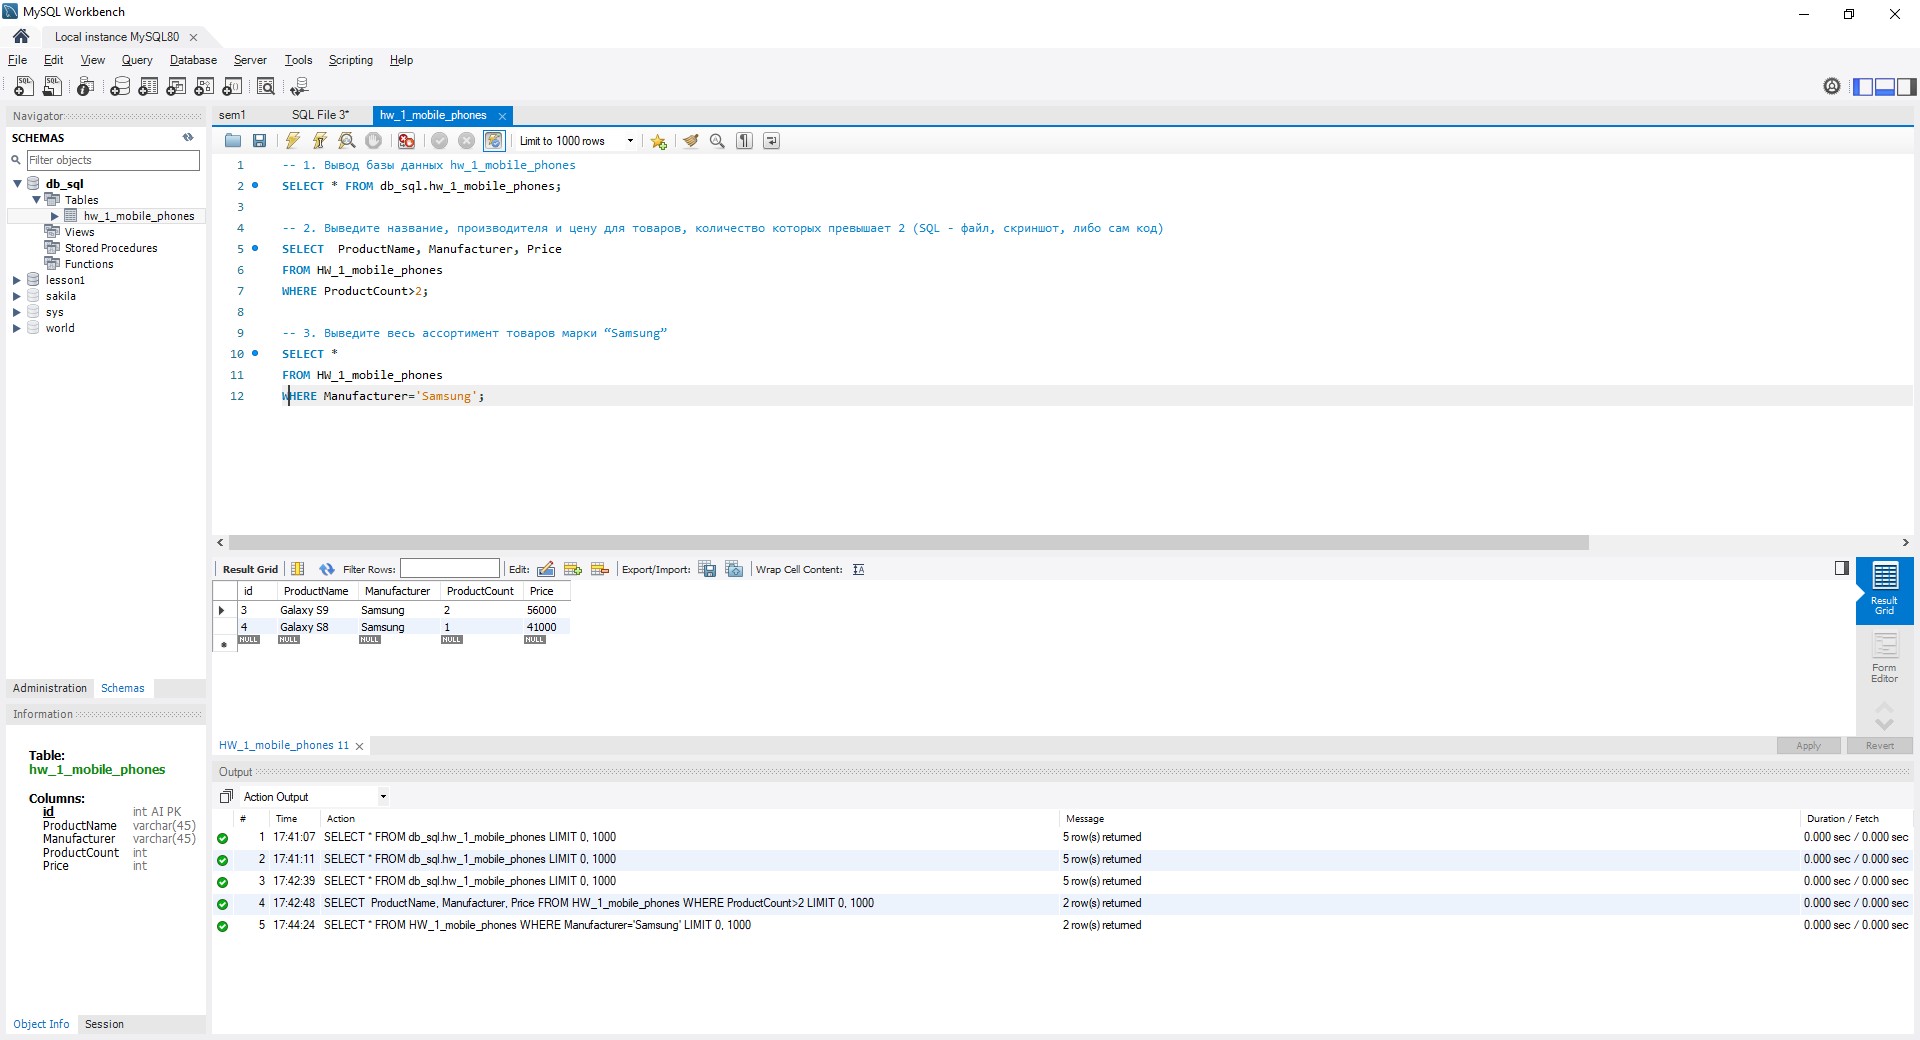 MySQL Workbench
Local instance MySQL80
File Edit View Query Database Server Tools Scripting Help
Navigator
SCHEMAS
Filter objects
db_sql
Tables
hw_1_mobile_phones
Views
Stored Procedures
Functions
lesson1
sakila
sys
world
Administration Schemas
Information
Table:
hw_1_mobile_phones
Columns:
id int AI PK
ProductName varchar(45)
Manufacturer varchar(45)
ProductCount int
Price int
Object Info Session
sem1 SQL File 3* hw_1_mobile_phones
Limit to 1000 rows
1 -- 1. Вывод базы данных hw_1_mobile_phones
2 SELECT * FROM db_sql.hw_1_mobile_phones;
3
4 -- 2. Выведите название, производителя и цену для товаров, количество которых превышает 2 (SQL - файл, скриншот, либо сам код)
5 SELECT  ProductName, Manufacturer, Price
6 FROM HW_1_mobile_phones
7 WHERE ProductCount>2;
8
9 -- 3. Выведите весь ассортимент товаров марки “Samsung”
10 SELECT *
11 FROM HW_1_mobile_phones
12 WHERE Manufacturer='Samsung';
Result Grid Filter Rows: Edit: Export/Import: Wrap Cell Content:
id ProductName Manufacturer ProductCount Price
3 Galaxy S9 Samsung 2 56000
4 Galaxy S8 Samsung 1 41000
NULL NULL NULL NULL NULL
Result Grid
Form Editor
HW_1_mobile_phones 11
Apply Revert
Output
Action Output
# Time Action Message Duration / Fetch
1 17:41:07 SELECT * FROM db_sql.hw_1_mobile_phones LIMIT 0, 1000 5 row(s) returned 0.000 sec / 0.000 sec
2 17:41:11 SELECT * FROM db_sql.hw_1_mobile_phones LIMIT 0, 1000 5 row(s) returned 0.000 sec / 0.000 sec
3 17:42:39 SELECT * FROM db_sql.hw_1_mobile_phones LIMIT 0, 1000 5 row(s) returned 0.000 sec / 0.000 sec
4 17:42:48 SELECT  ProductName, Manufacturer, Price FROM HW_1_mobile_phones WHERE ProductCount>2 LIMIT 0, 1000 2 row(s) returned 0.000 sec / 0.000 sec
5 17:44:24 SELECT * FROM HW_1_mobile_phones WHERE Manufacturer='Samsung' LIMIT 0, 1000 2 row(s) returned 0.000 sec / 0.000 sec